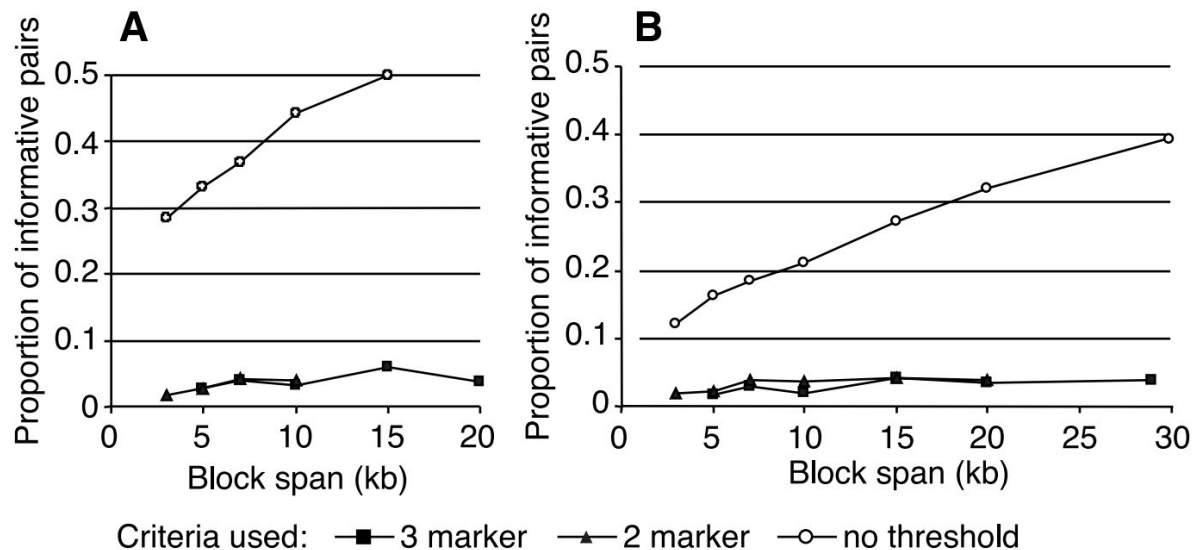 A
Proportion of informative pairs
0.5
0.4
0.3
0.2
0.1
0
0 5 10 15 20
Block span (kb)
B
Proportion of informative pairs
0.5
0.4
0.3
0.2
0.1
0
0 5 10 15 20 25 30
Block span (kb)
Criteria used: 3 marker 2 marker no threshold